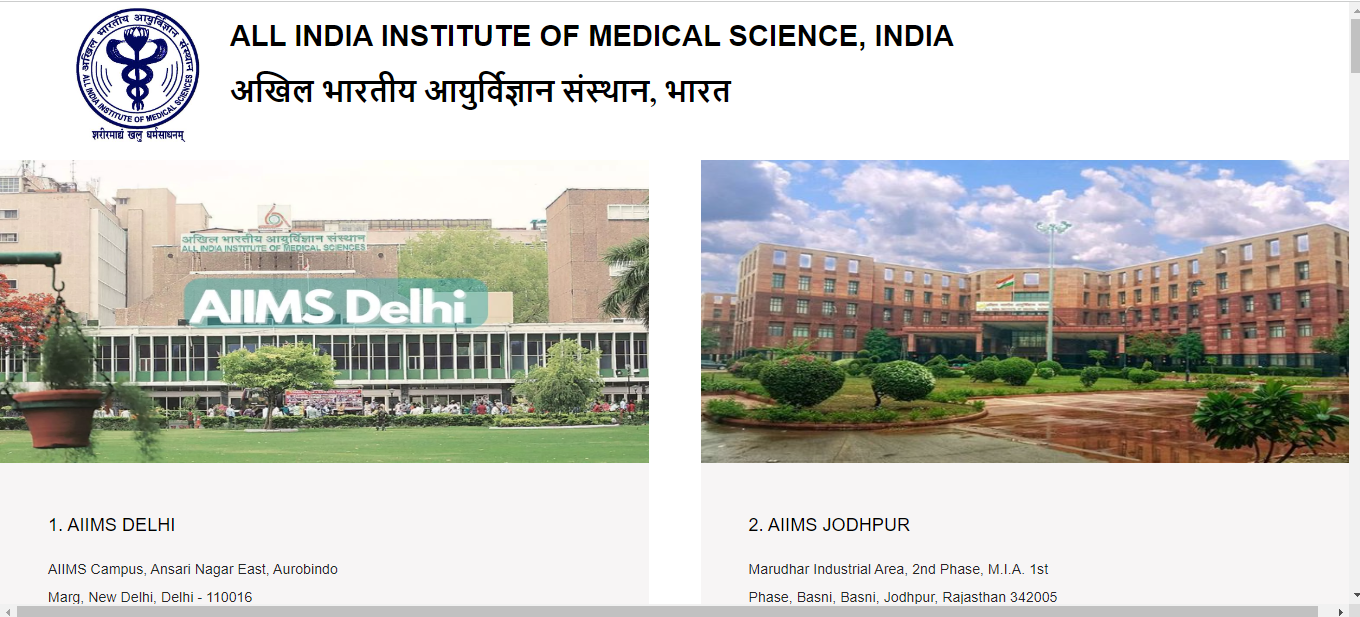 अखिल भारतीय आयुर्विज्ञान संस्थान
ALL INDIA INSTITUTE OF MEDICAL SCIENCES
शरीरमाद्यं खलु धर्मसाधनम्
ALL INDIA INSTITUTE OF MEDICAL SCIENCE, INDIA
अखिल भारतीय आयुर्विज्ञान संस्थान, भारत
अखिल भारतीय आयुर्विज्ञान संस्थान
ALL INDIA INSTITUTE OF MEDICAL SCIENCES
AIIMS Delhi
1. AIIMS DELHI
AIIMS Campus, Ansari Nagar East, Aurobindo
Marg, New Delhi, Delhi - 110016
2. AIIMS JODHPUR
Marudhar Industrial Area, 2nd Phase, M.I.A. 1st
Phase, Basni, Basni, Jodhpur, Rajasthan 342005